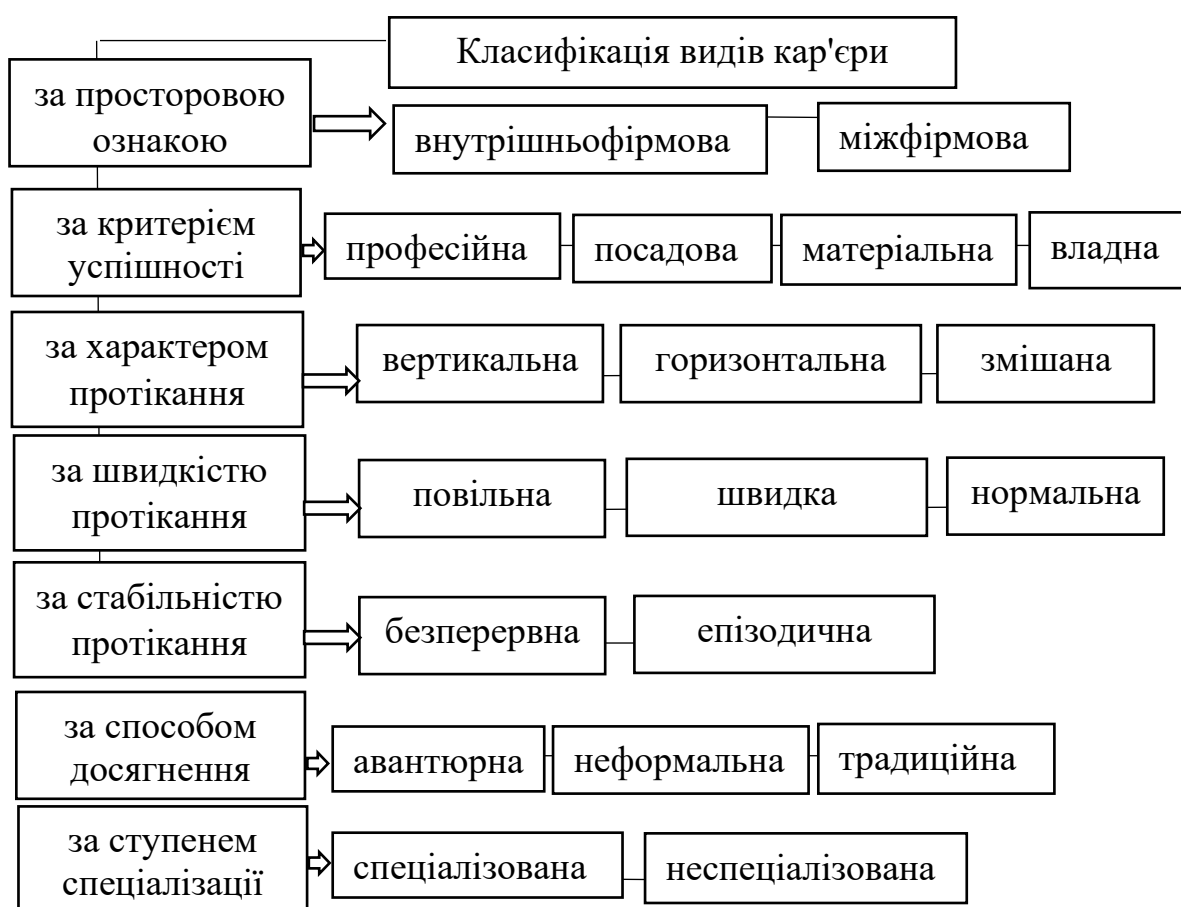 Класифікація видів кар'єри
за просторовою
ознакою
внутрішньофірмова
міжфірмова
за критерієм
успішності
професійна
посадова
матеріальна
владна
за характером
протікання
вертикальна
горизонтальна
змішана
за швидкістю
протікання
повільна
швидка
нормальна
за стабільністю
протікання
безперервна
епізодична
за способом
досягнення
авантюрна
неформальна
традиційна
за ступенем
спеціалізації
спеціалізована
неспеціалізована